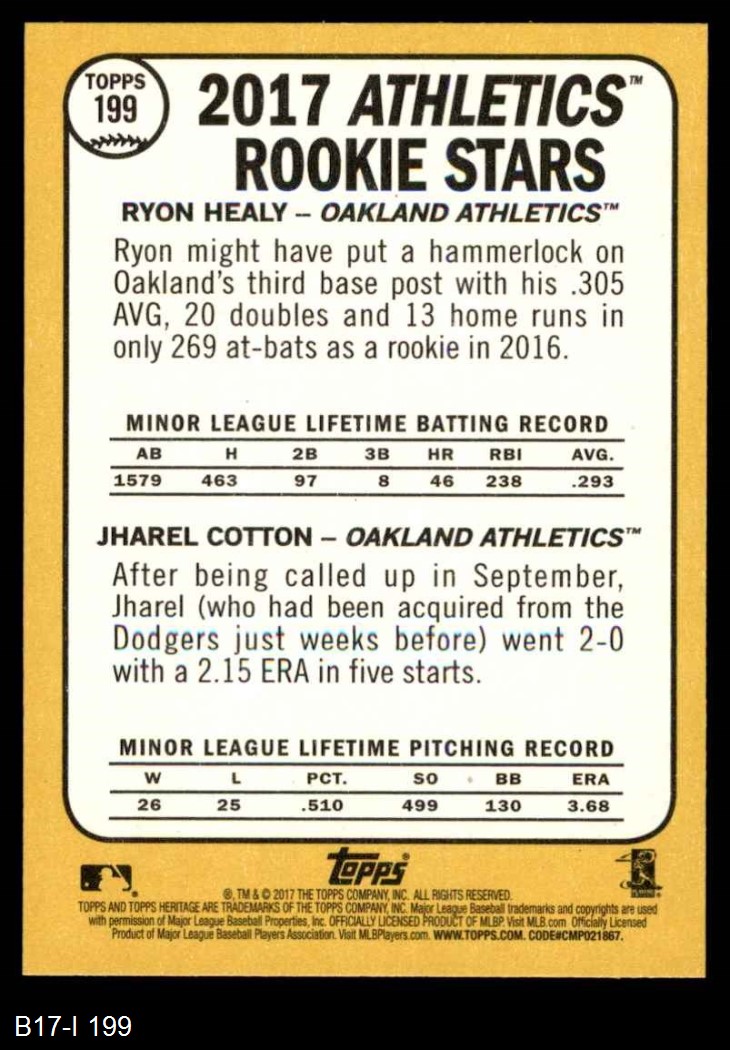 TOPPS
199
2017 ATHLETICS™
ROOKIE STARS
RYON HEALY – OAKLAND ATHLETICS™
Ryon might have put a hammerlock on
Oakland's third base post with his .305
AVG, 20 doubles and 13 home runs in
only 269 at-bats as a rookie in 2016.
MINOR LEAGUE LIFETIME BATTING RECORD
AB H 2B 3B HR RBI AVG.
1579 463 97 8 46 238 .293
JHAREL COTTON – OAKLAND ATHLETICS™
After being called up in September,
Jharel (who had been acquired from the
Dodgers just weeks before) went 2-0
with a 2.15 ERA in five starts.
MINOR LEAGUE LIFETIME PITCHING RECORD
W L PCT. SO BB ERA
26 25 .510 499 130 3.68
Topps®
®, TM & © 2017 THE TOPPS COMPANY, INC. ALL RIGHTS RESERVED.
TOPPS AND TOPPS HERITAGE ARE TRADEMARKS OF THE TOPPS COMPANY, INC. Major League Baseball trademarks and copyrights are used
with permission of Major League Baseball Properties, Inc. OFFICIALLY LICENSED PRODUCT OF MLBP. Visit MLB.com Officially Licensed
Product of Major League Baseball Players Association. Visit MLBPlayers.com. WWW.TOPPS.COM. CODE#CMP021867.
B17-I 199